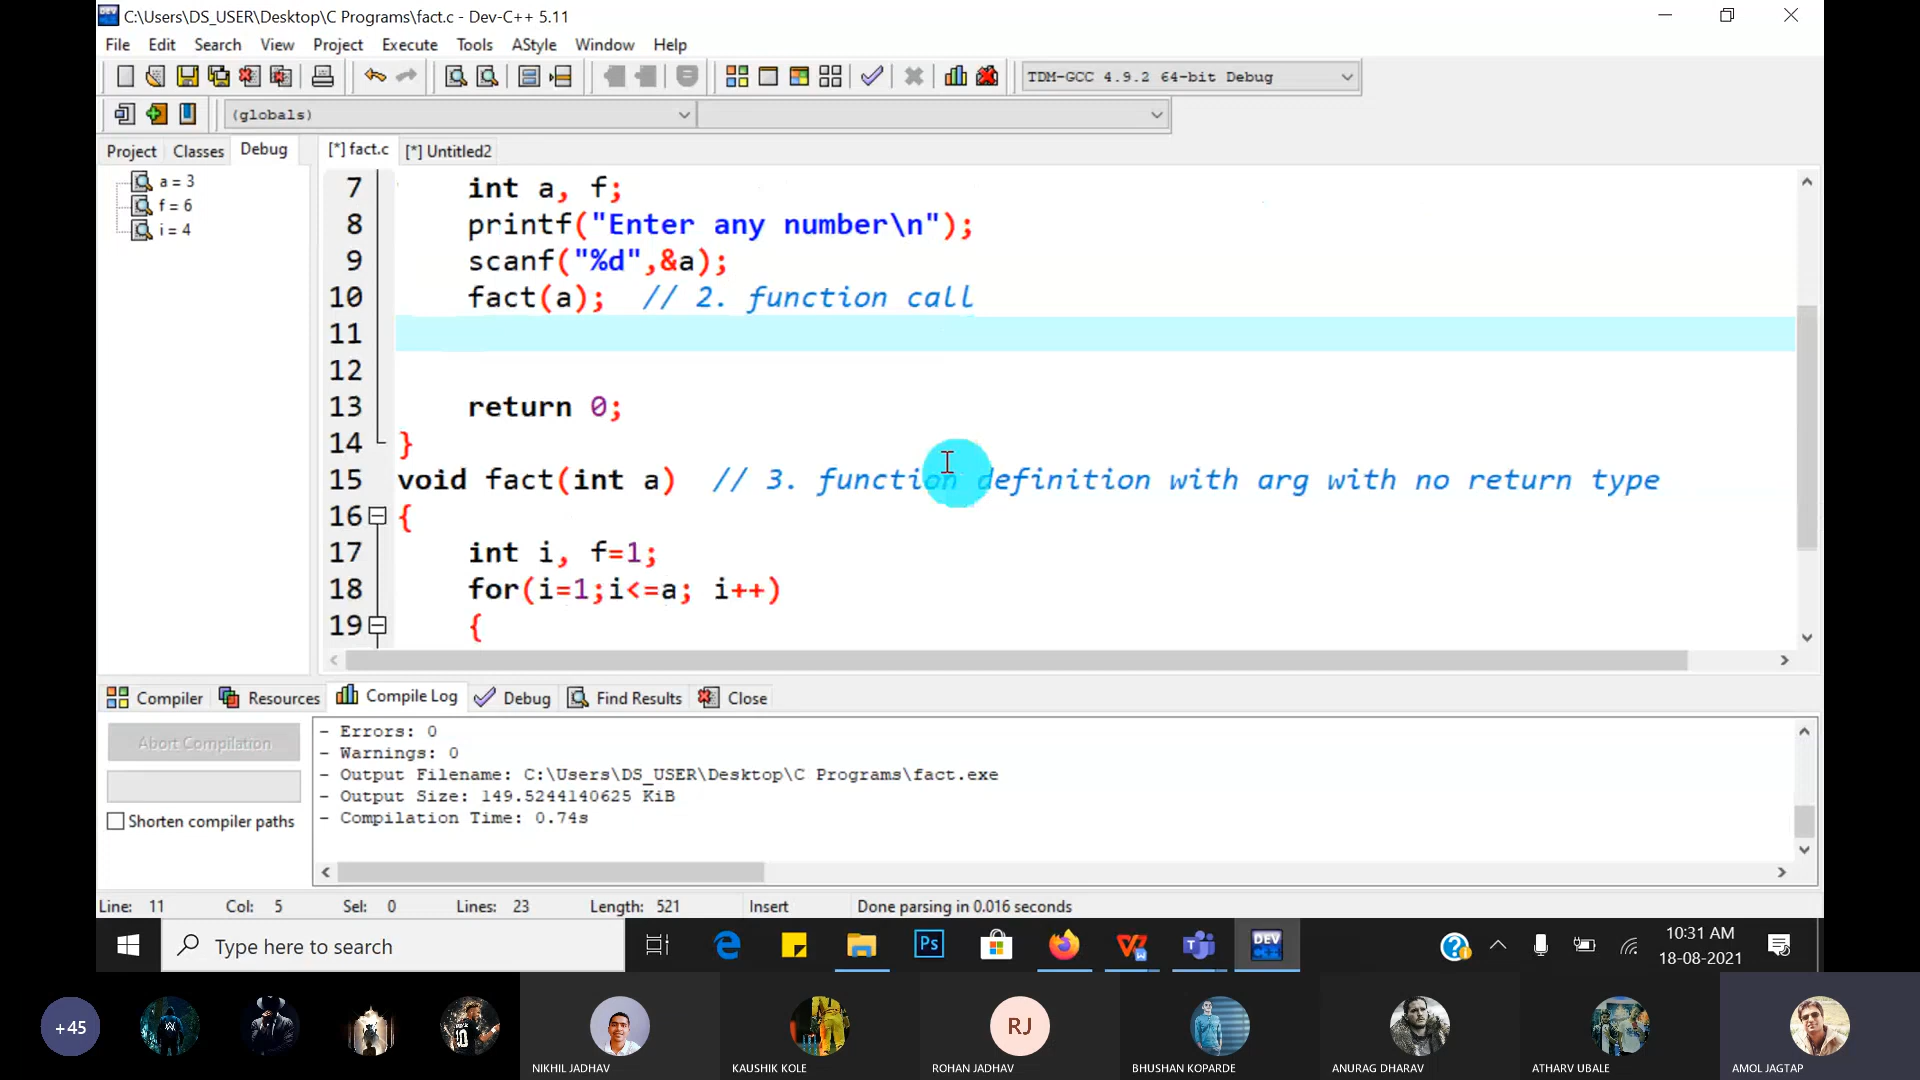 C:\Users\DS_USER\Desktop\C Programs\fact.c - Dev-C++ 5.11
File Edit Search View Project Execute Tools AStyle Window Help
TDM-GCC 4.9.2 64-bit Debug
(globals)
Project Classes Debug
[*] fact.c [*] Untitled2
a = 3
f = 6
i = 4
7 int a, f;
8 printf("Enter any number\n");
9 scanf("%d",&a);
10 fact(a); // 2. function call
11
12
13 return 0;
14 }
15 void fact(int a) // 3. function definition with arg with no return type
16 {
17 int i, f=1;
18 for(i=1;i<=a; i++)
19 {
Compiler Resources Compile Log Debug Find Results Close
Abort Compilation
Shorten compiler paths
- Errors: 0
- Warnings: 0
- Output Filename: C:\Users\DS_USER\Desktop\C Programs\fact.exe
- Output Size: 149.5244140625 KiB
- Compilation Time: 0.74s
Line: 11 Col: 5 Sel: 0 Lines: 23 Length: 521 Insert Done parsing in 0.016 seconds
Type here to search
Ps
DEV C++
10:31 AM
18-08-2021
+45
10
RJ
NIKHIL JADHAV KAUSHIK KOLE ROHAN JADHAV BHUSHAN KOPARDE ANURAG DHARAV ATHARV UBALE AMOL JAGTAP